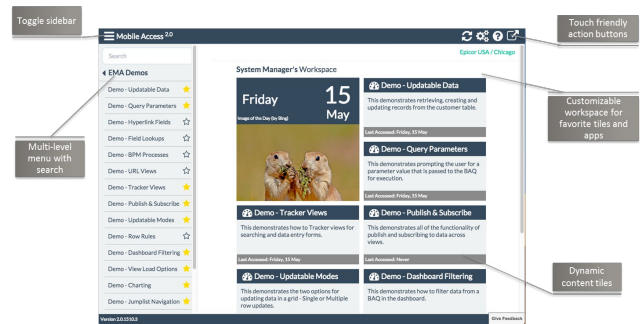 Toggle sidebar
Mobile Access 2.0
Touch friendly
action buttons
Search
Epicor USA / Chicago
EMA Demos
System Manager's Workspace
Demo - Updatable Data
Demo - Query Parameters
Demo - Hyperlink Fields
Demo - Field Lookups
Demo - BPM Processes
Demo - URL Views
Demo - Tracker Views
Demo - Publish & Subscribe
Demo - Updatable Modes
Demo - Row Rules
Demo - Dashboard Filtering
Demo - View Load Options
Demo - Charting
Demo - Jumplist Navigation
Multi-level
menu with
search
Friday
15
May
Image of the Day (by Bing)
Demo - Updatable Data
This demonstrates retrieving, creating and
updating records from the customer table.
Last Accessed: Friday, 15 May
Demo - Query Parameters
This demonstrates prompting the user for a
parameter value that is passed to the BAQ
for execution.
Last Accessed: Friday, 15 May
Demo - Tracker Views
This demonstrates how to Tracker views for
searching and data entry forms.
Last Accessed: Friday, 15 May
Demo - Publish & Subscribe
This demonstrates all of the functionality of
publish and subscribing to data across
views.
Last Accessed: Never
Demo - Updatable Modes
This demonstrates the two options for
updating data in a grid - Single or Multiple
row updates.
Demo - Dashboard Filtering
This demonstrates how to filter data from a
BAQ in the dashboard.
Customizable
workspace for
favorite tiles and
apps
Dynamic
content tiles
Version 2.0.1510.3
Give Feedback